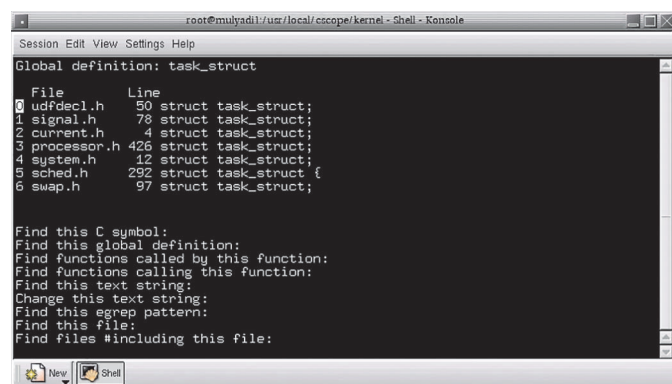 root@mulyadi1:/usr/local/cscope/kernel - Shell - Konsole
Session Edit View Settings Help
Global definition: task_struct
File Line
0 udfdecl.h 50 struct task_struct;
1 signal.h 78 struct task_struct;
2 current.h 4 struct task_struct;
3 processor.h 426 struct task_struct;
4 system.h 12 struct task_struct;
5 sched.h 292 struct task_struct {
6 swap.h 97 struct task_struct;
Find this C symbol:
Find this global definition:
Find functions called by this function:
Find functions calling this function:
Find this text string:
Change this text string:
Find this egrep pattern:
Find this file:
Find files #including this file:
New Shell